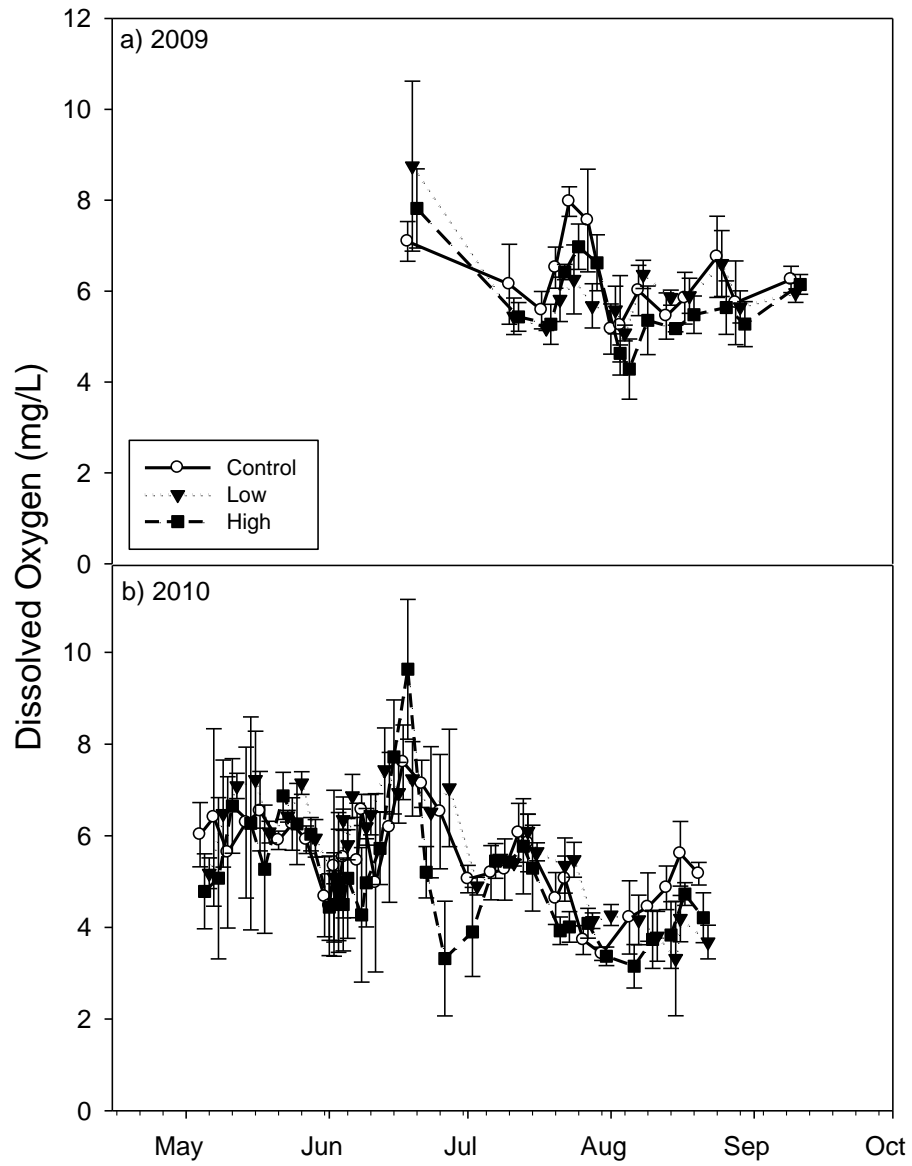 12
a) 2009
10
8
6
4
2
0
Control
Low
High
Dissolved Oxygen (mg/L)
b) 2010
10
8
6
4
2
0
May Jun Jul Aug Sep Oct